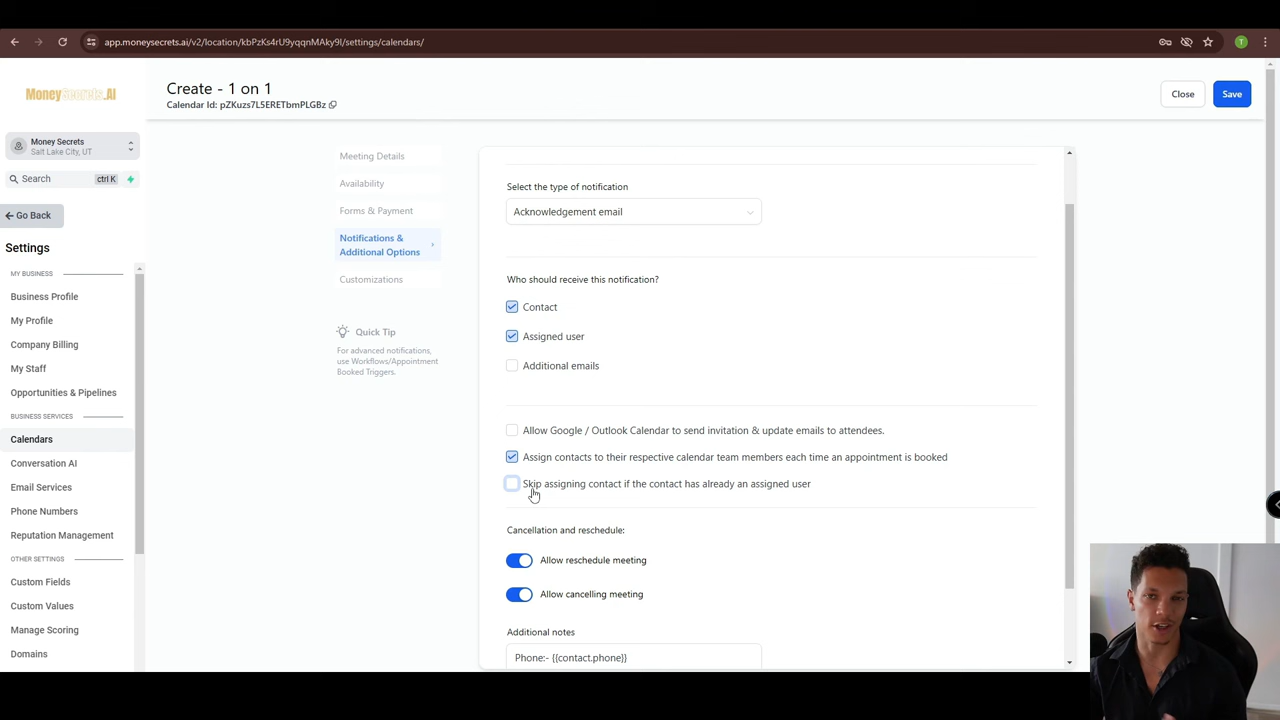 app.moneysecrets.ai/v2/location/kbPzKs4rU9yqqnMAky9l/settings/calendars/
T
MoneySecrets.AI
Money Secrets
Salt Lake City, UT
Search ctrl K
Go Back
Settings
MY BUSINESS
Business Profile
My Profile
Company Billing
My Staff
Opportunities & Pipelines
BUSINESS SERVICES
Calendars
Conversation AI
Email Services
Phone Numbers
Reputation Management
OTHER SETTINGS
Custom Fields
Custom Values
Manage Scoring
Domains
Create - 1 on 1
Calendar Id: pZKuzs7L5ERETbmPLGBz
Close
Save
Meeting Details
Availability
Forms & Payment
Notifications &
Additional Options
Customizations
Quick Tip
For advanced notifications,
use Workflows/Appointment
Booked Triggers.
Select the type of notification
Acknowledgement email
Who should receive this notification?
Contact
Assigned user
Additional emails
Allow Google / Outlook Calendar to send invitation & update emails to attendees.
Assign contacts to their respective calendar team members each time an appointment is booked
Skip assigning contact if the contact has already an assigned user
Cancellation and reschedule:
Allow reschedule meeting
Allow cancelling meeting
Additional notes
Phone:- {{contact.phone}}